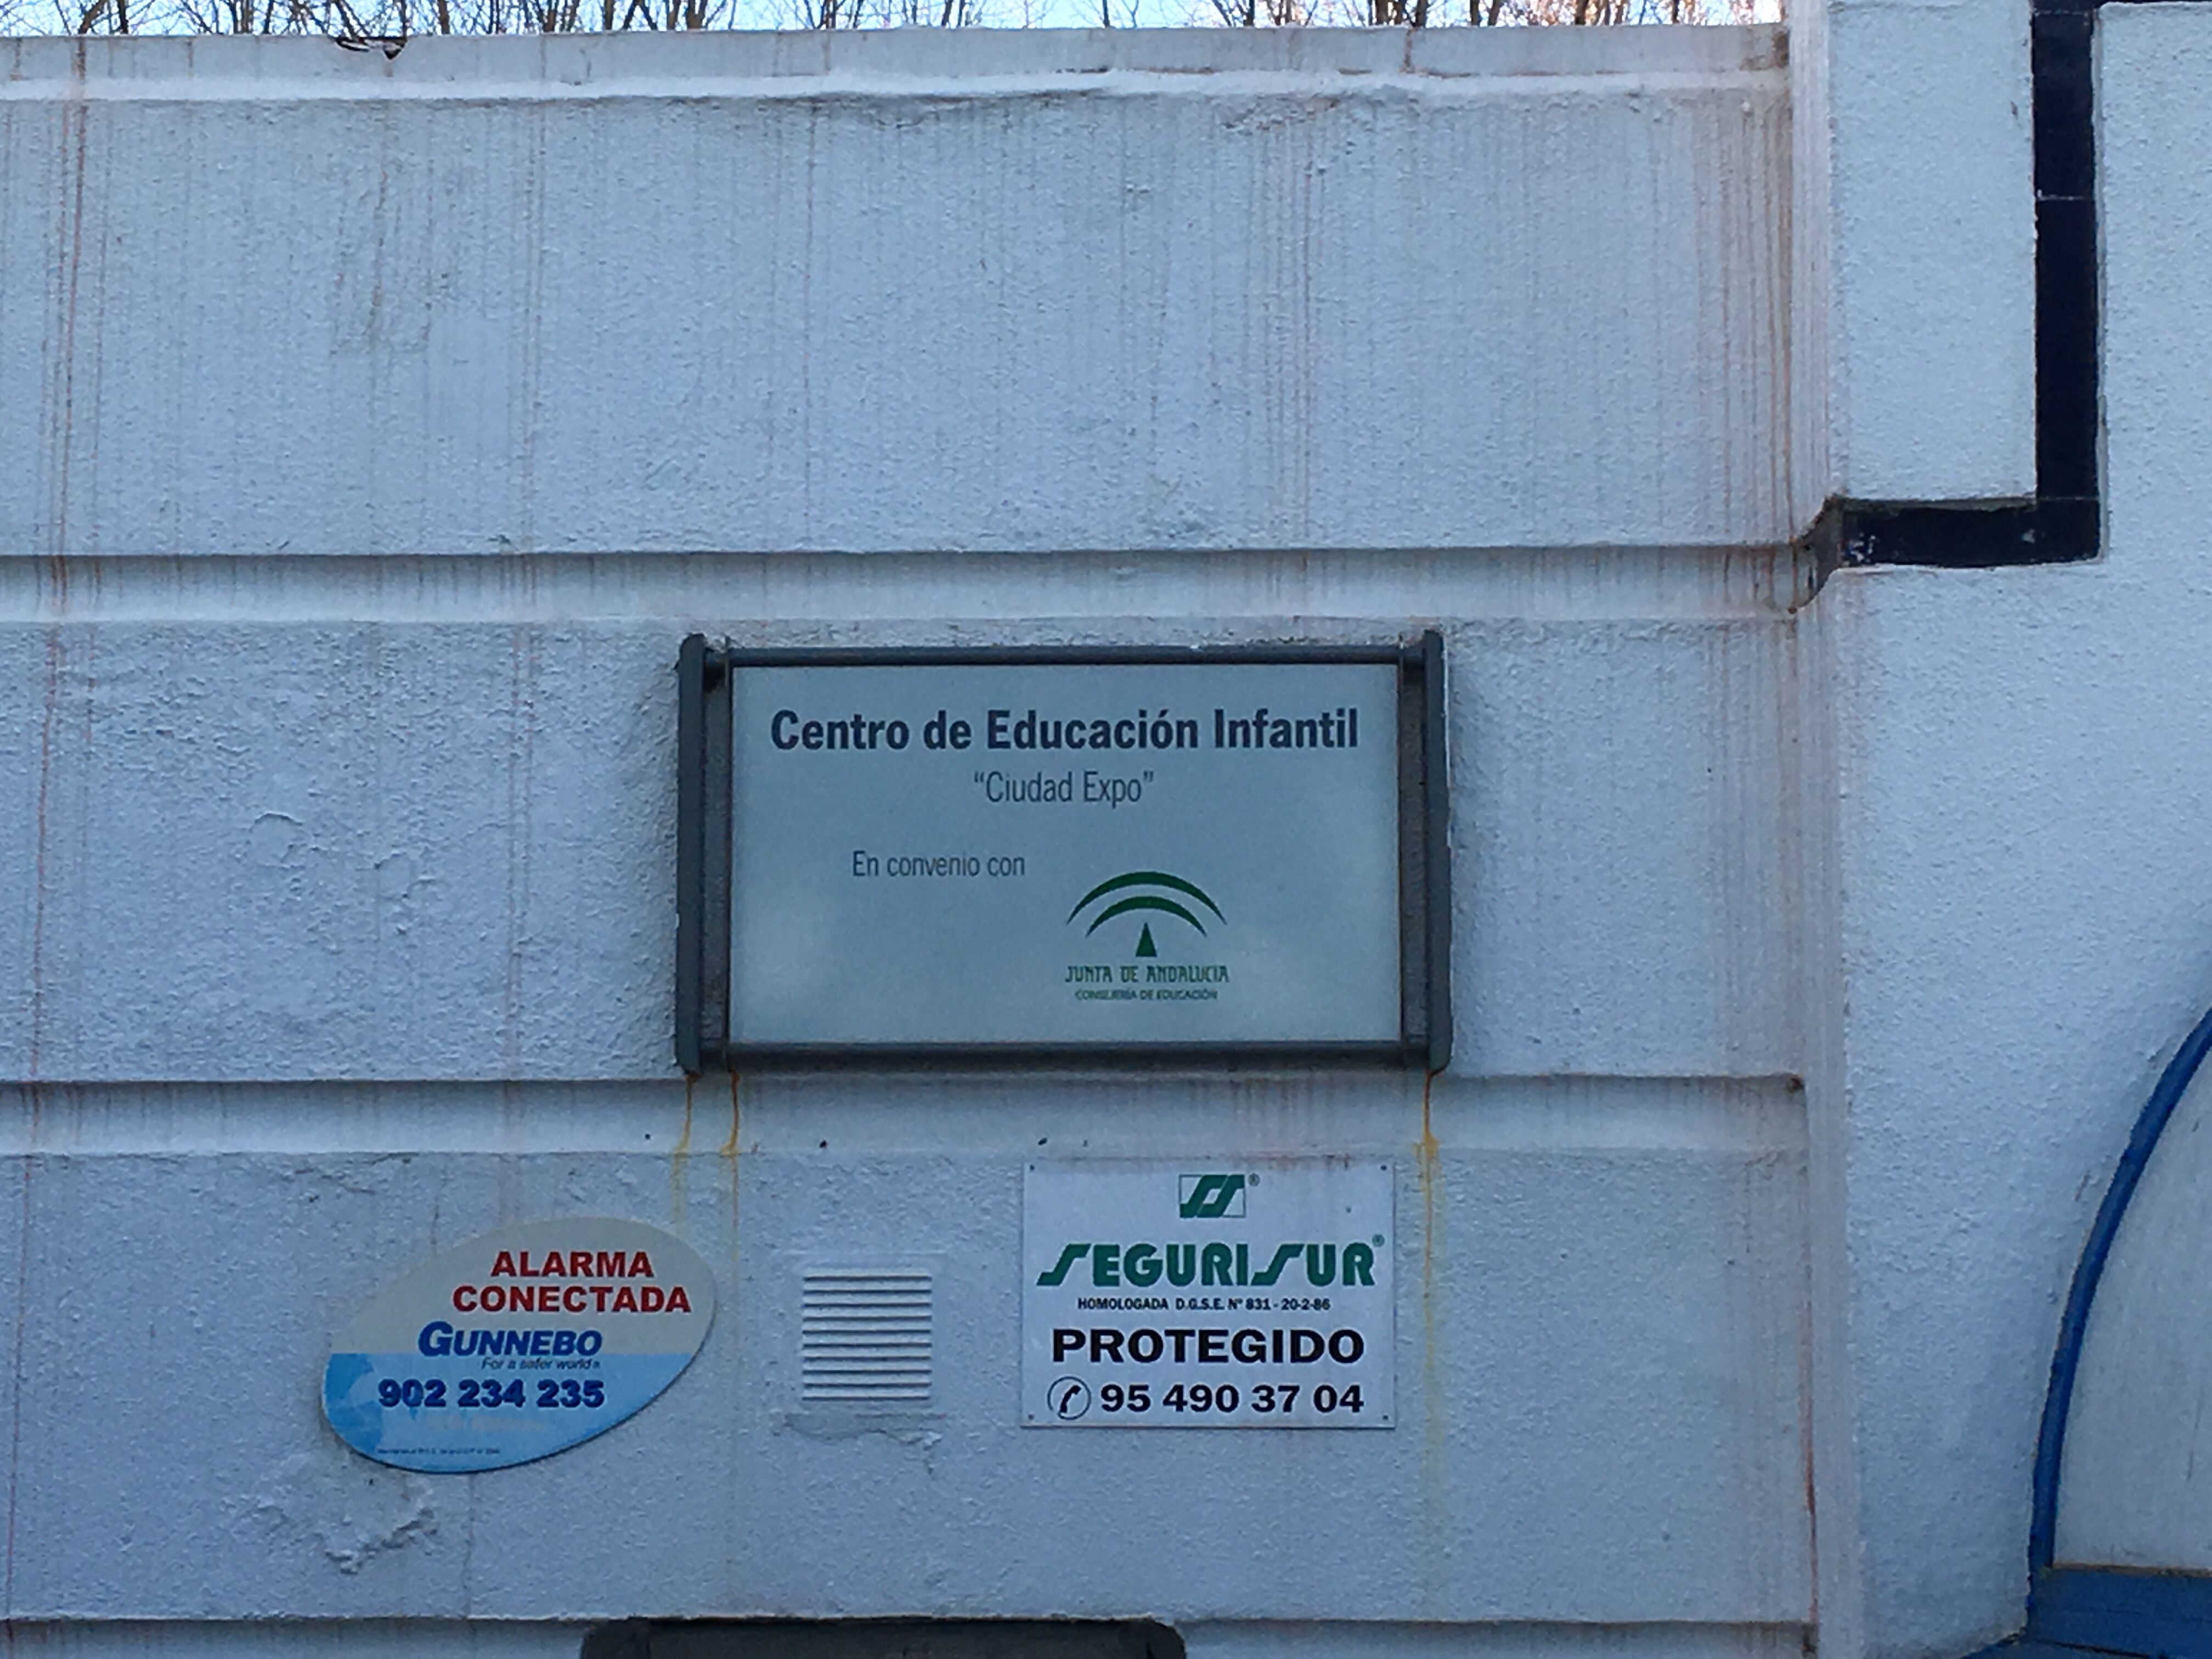 Centro de Educación Infantil
“Ciudad Expo”
En convenio con
JUNTA DE ANDALUCIA
CONSEJERÍA DE EDUCACIÓN
ALARMA
CONECTADA
GUNNEBO
For a safer world®
902 234 235
SEGURISUR®
HOMOLOGADA D.G.S.E. Nº 831 - 20-2-86
PROTEGIDO
95 490 37 04